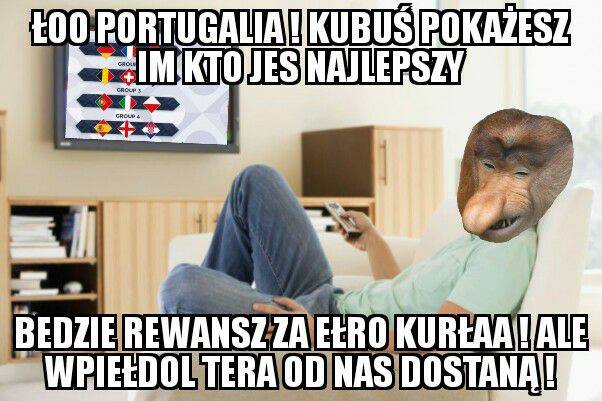 ŁOO PORTUGALIA ! KUBUŚ POKAŻESZ
IM KTO JES NAJLEPSZY
GROUP 3
GROUP 4
BEDZIE REWANSZ ZA EŁRO KURŁAA ! ALE
WPIEŁDOL TERA OD NAS DOSTANĄ !